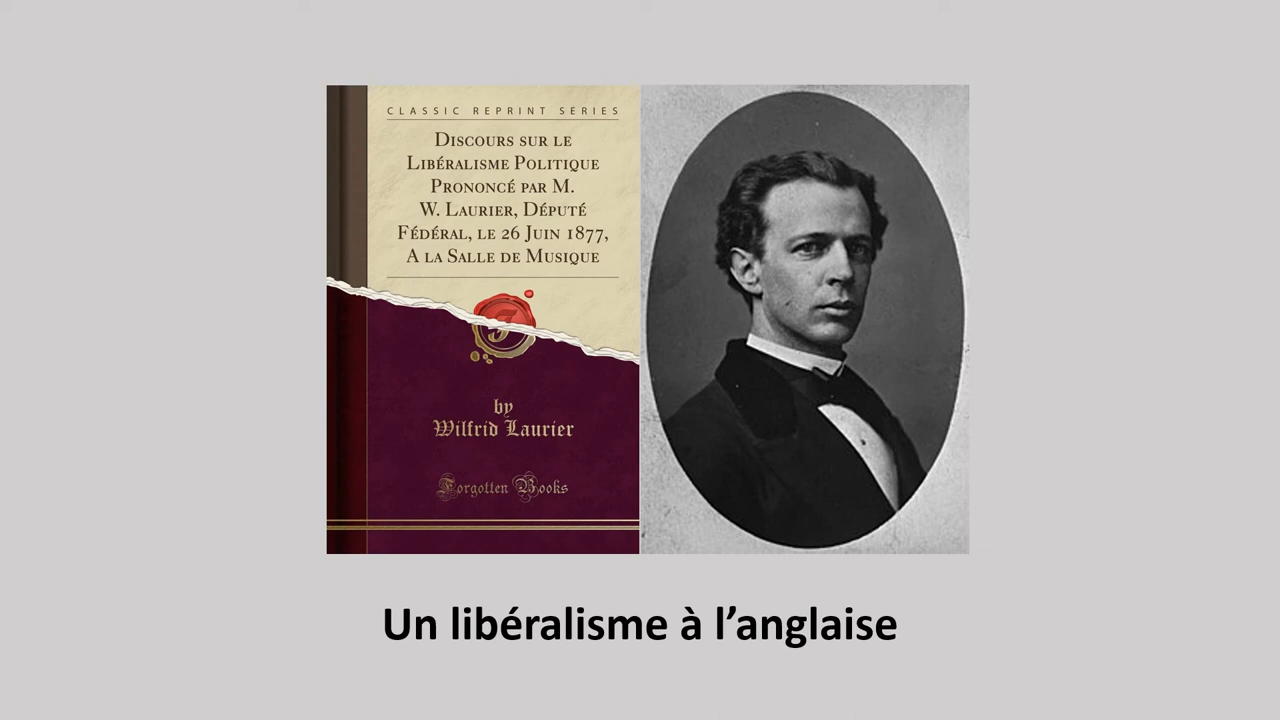 CLASSIC REPRINT SERIES
Discours sur le
Libéralisme Politique
Prononcé par M.
W. Laurier, Député
Fédéral, le 26 Juin 1877,
A la Salle de Musique
by
Wilfrid Laurier
Forgotten Books
Un libéralisme à l’anglaise